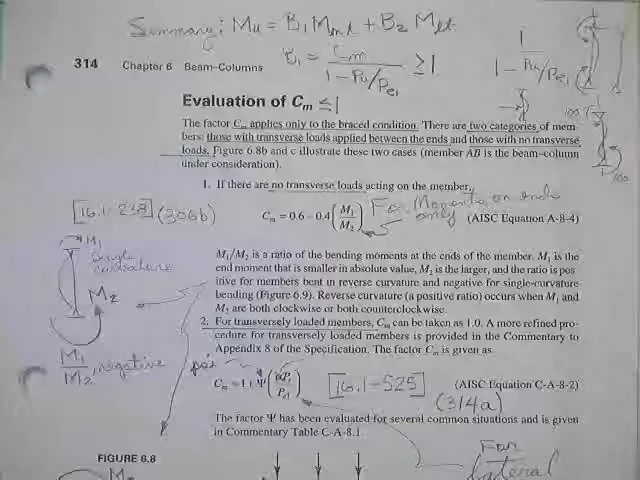 Summary: Mu = B1 Mnt + B2 Mlt
314 Chapter 6 Beam-Columns
B1 = Cm / 1 - Pu/Pe1 ≥ 1
1 / 1 - Pu/Pe1
Evaluation of Cm ≤ 1
The factor Cm applies only to the braced condition. There are two categories of mem-
bers: those with transverse loads applied between the ends and those with no transverse
loads. Figure 6.8b and c illustrate these two cases (member AB is the beam–column
under consideration).
100
100
1. If there are no transverse loads acting on the member,
[16.1-238] (306b)
Cm = 0.6 – 0.4 (M1/M2)
For Moments on ends
only
(AISC Equation A-8-4)
M1
single
curvature
M2
M1/M2, negative
M1/M2 is a ratio of the bending moments at the ends of the member. M1 is the
end moment that is smaller in absolute value, M2 is the larger, and the ratio is pos-
itive for members bent in reverse curvature and negative for single-curvature
bending (Figure 6.9). Reverse curvature (a positive ratio) occurs when M1 and
M2 are both clockwise or both counterclockwise.
2. For transversely loaded members, Cm can be taken as 1.0. A more refined pro-
cedure for transversely loaded members is provided in the Commentary to
Appendix 8 of the Specification. The factor Cm is given as
Cm = 1 + Ψ (αPr/Pe1)
[16.1-525]
(AISC Equation C-A-8-2)
(314a)
The factor Ψ has been evaluated for several common situations and is given
in Commentary Table C-A-8.1.
For
lateral
FIGURE 6.8